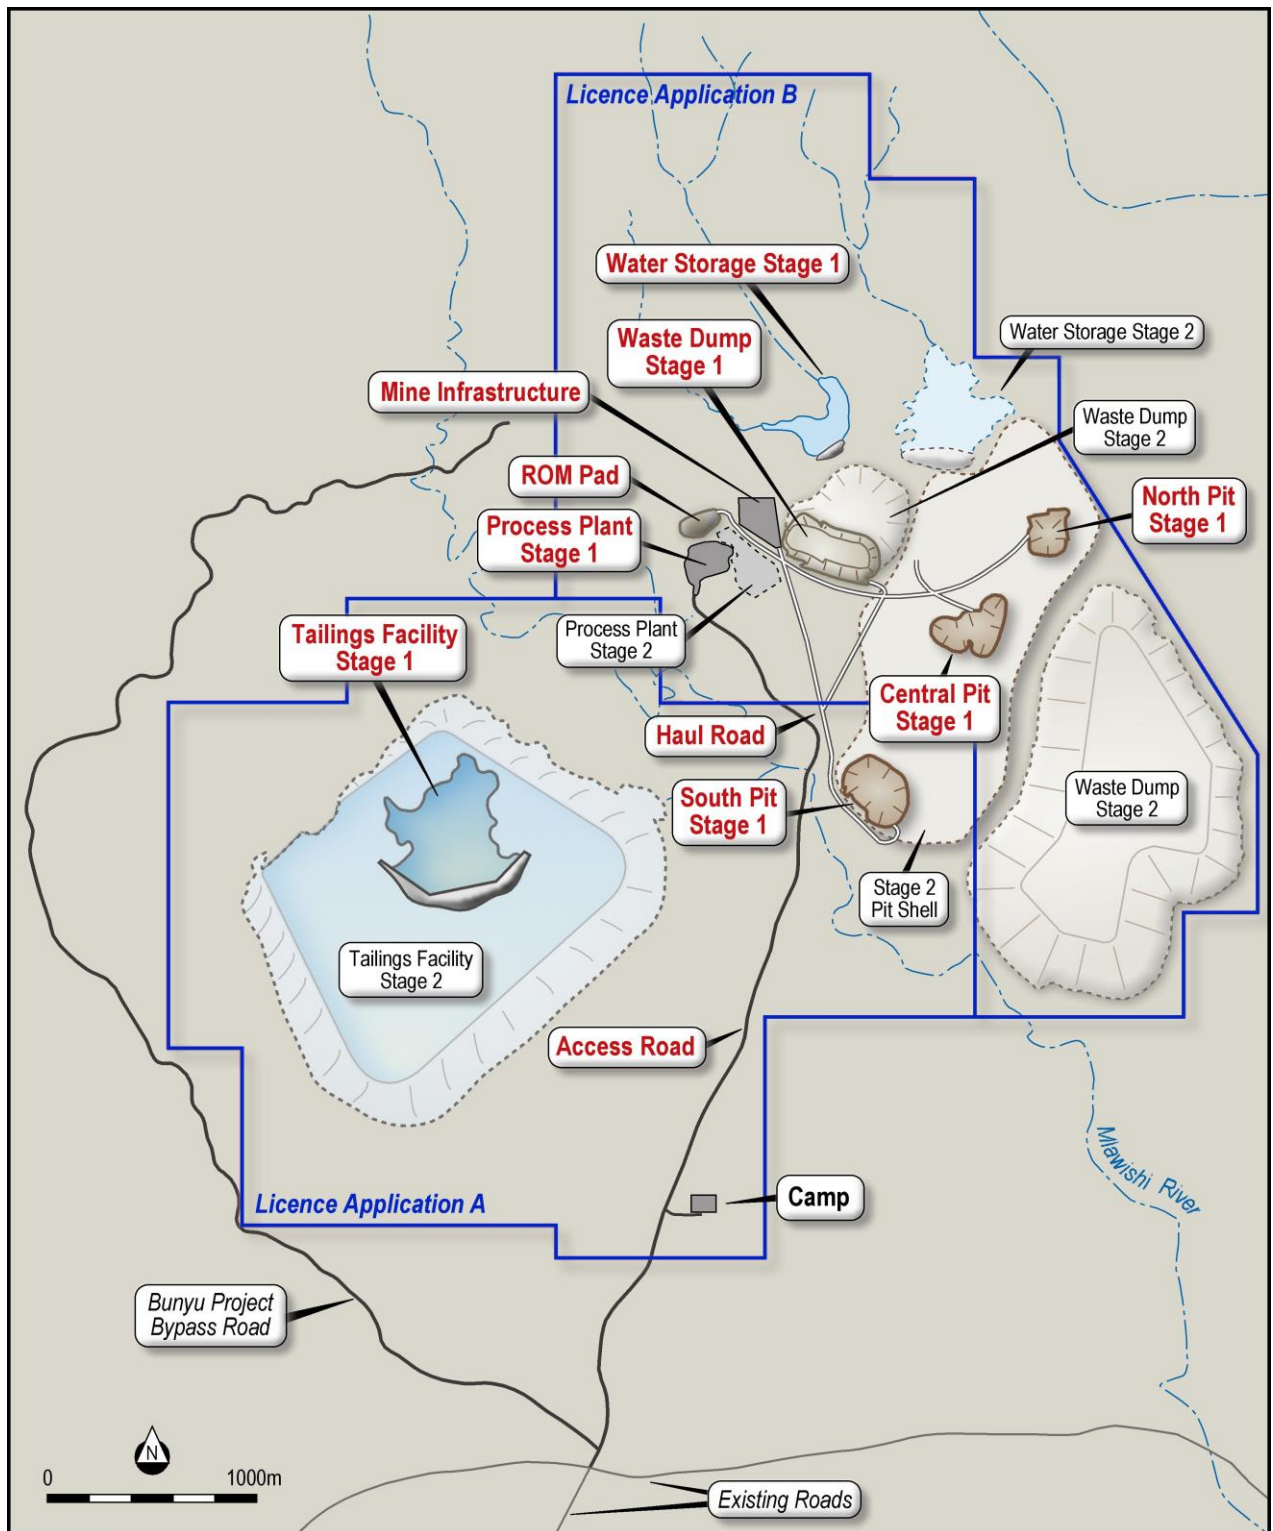 Licence Application B
Water Storage Stage 1
Waste Dump
Stage 1
Water Storage Stage 2
Mine Infrastructure
Waste Dump
Stage 2
ROM Pad
North Pit
Stage 1
Process Plant
Stage 1
Tailings Facility
Stage 1
Process Plant
Stage 2
Central Pit
Stage 1
Haul Road
South Pit
Stage 1
Waste Dump
Stage 2
Stage 2
Pit Shell
Tailings Facility
Stage 2
Access Road
Mlawishi River
Camp
Licence Application A
Bunyu Project
Bypass Road
N
0 1000m
Existing Roads